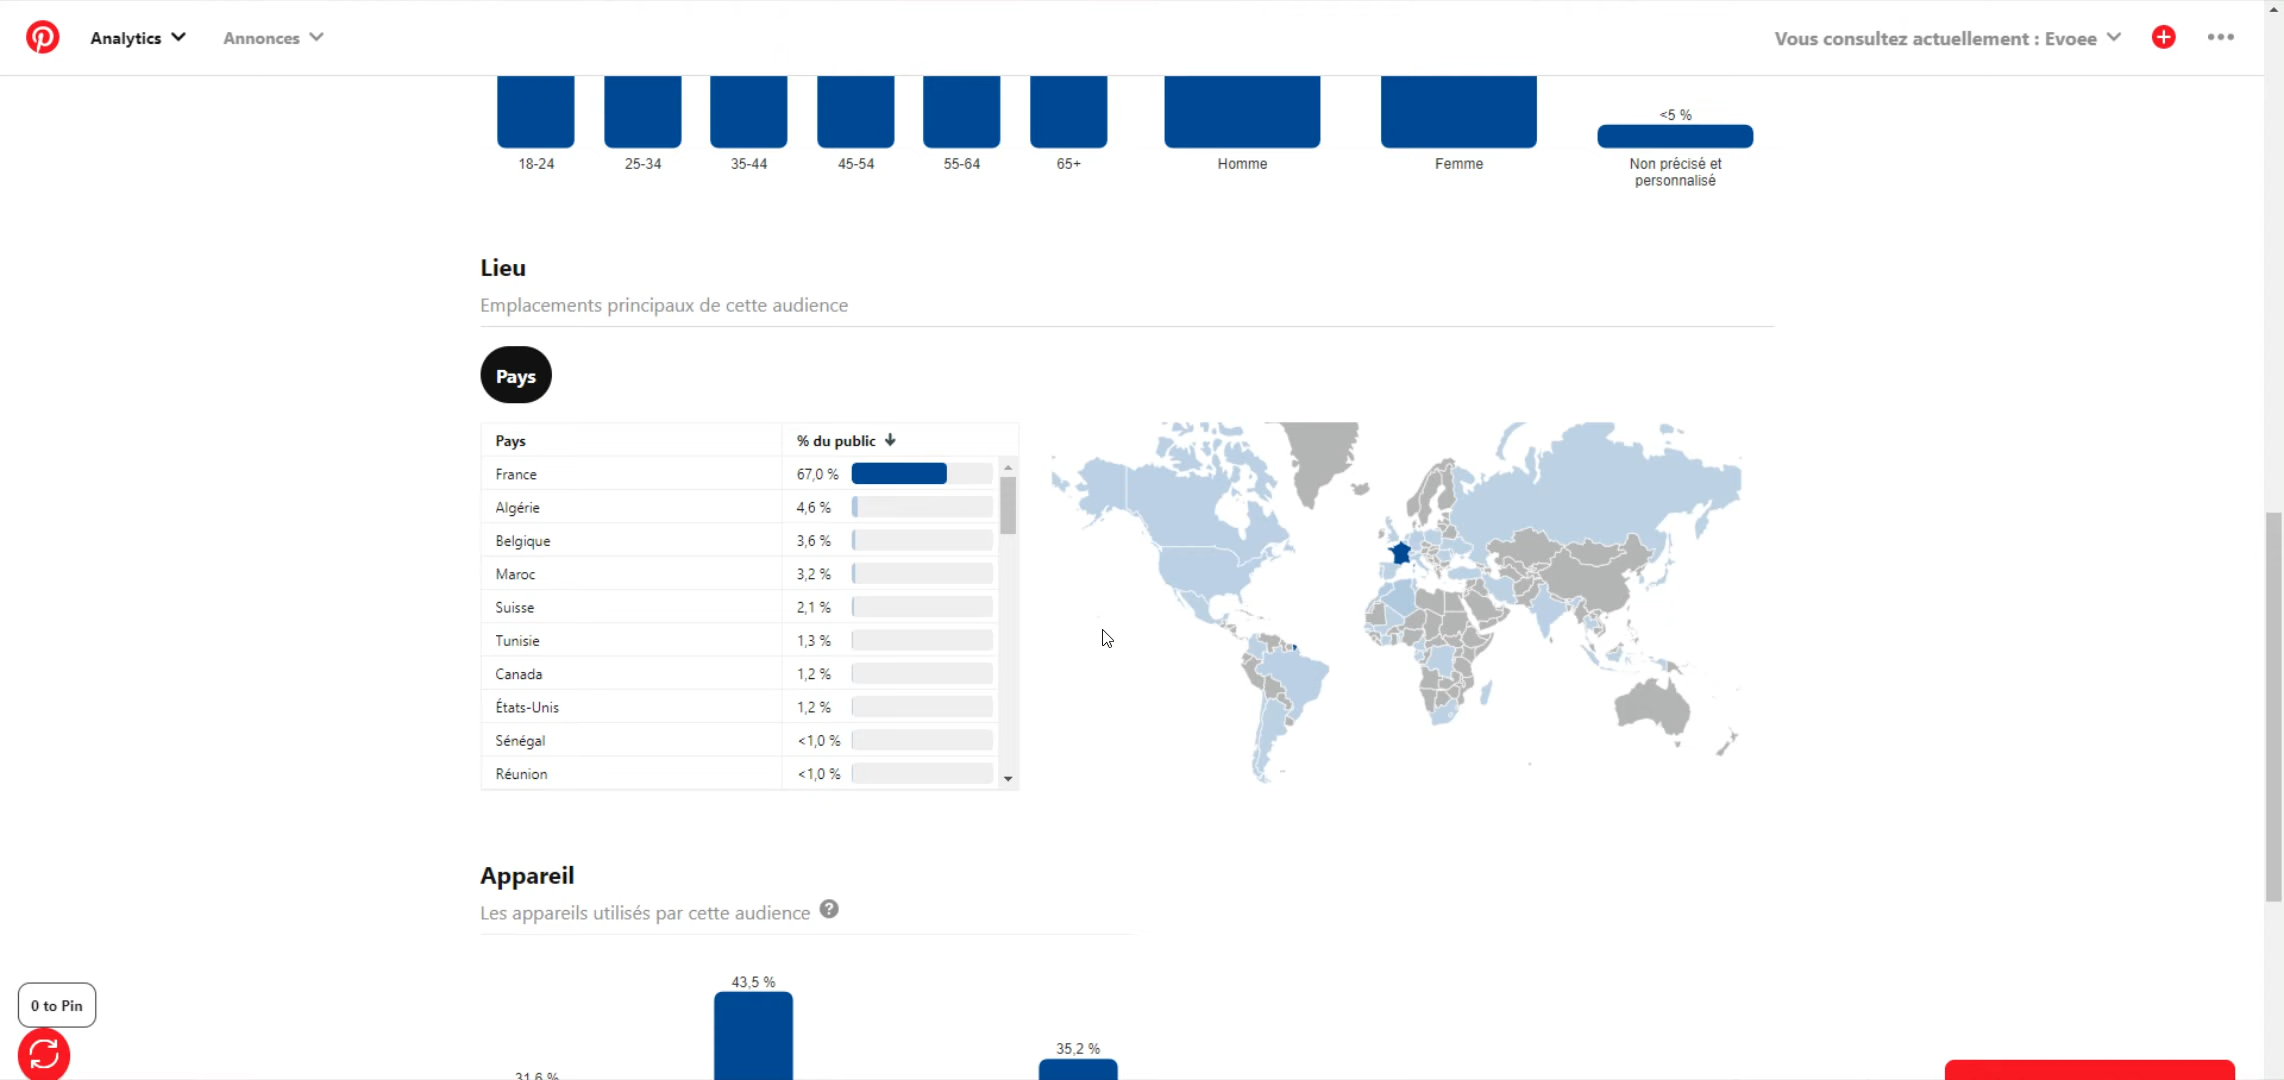 Analytics
Annonces
Vous consultez actuellement : Evoee
<5 %
18-24
25-34
35-44
45-54
55-64
65+
Homme
Femme
Non précisé et
personnalisé
Lieu
Emplacements principaux de cette audience
Pays
Pays % du public
France 67,0 %
Algérie 4,6 %
Belgique 3,6 %
Maroc 3,2 %
Suisse 2,1 %
Tunisie 1,3 %
Canada 1,2 %
États-Unis 1,2 %
Sénégal <1,0 %
Réunion <1,0 %
Appareil
Les appareils utilisés par cette audience ?
43,5 %
0 to Pin
35,2 %
31,6 %